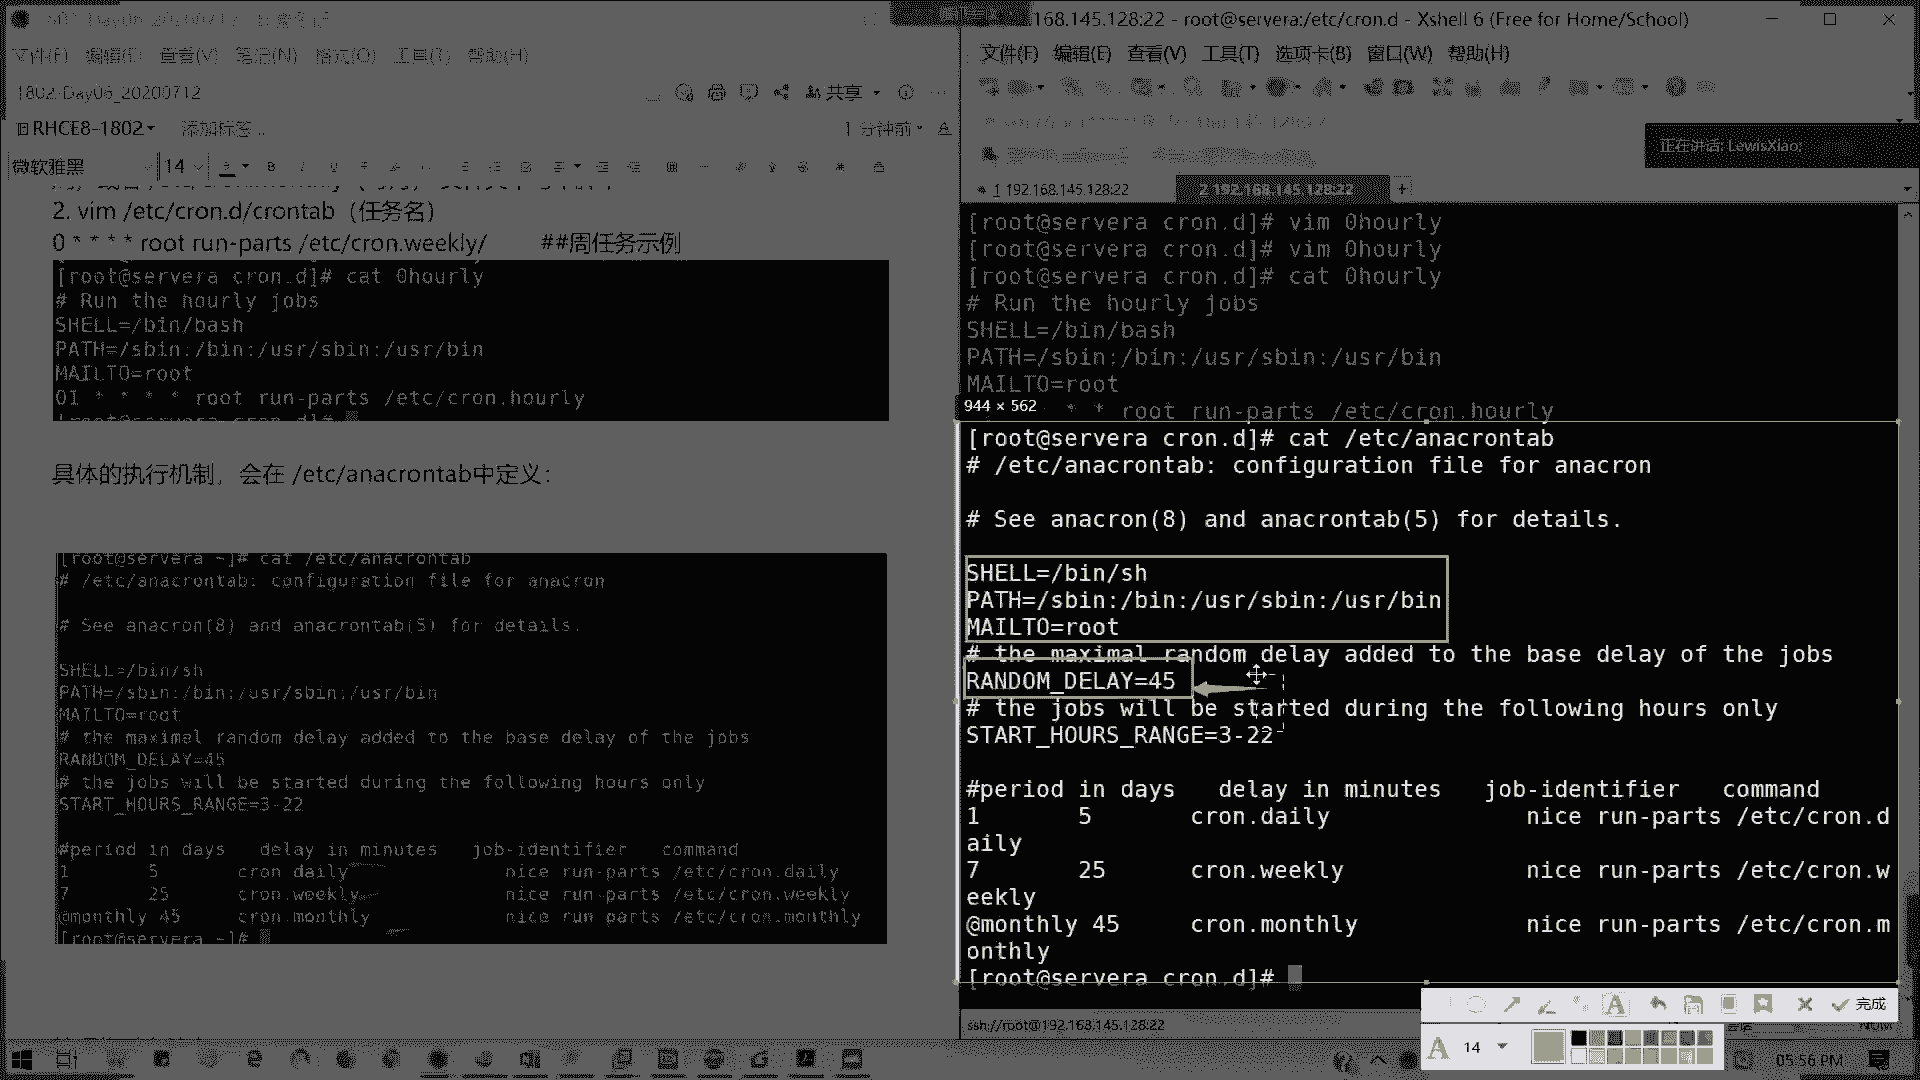 文件(F) 编辑(E) 查看(V) 笔记(N) 格式(O) 工具(T) 帮助(H)
1802-Day06_20200712
共享
RHCE8-1802
添加标签...
1 分钟前
微软雅黑
14
2. vim /etc/cron.d/crontab（任务名）
0 * * * * root run-parts /etc/cron.weekly/ ##周任务示例
[root@servera cron.d]# cat 0hourly
# Run the hourly jobs
SHELL=/bin/bash
PATH=/sbin:/bin:/usr/sbin:/usr/bin
MAILTO=root
01 * * * * root run-parts /etc/cron.hourly
具体的执行机制，会在 /etc/anacrontab中定义：
[root@servera ~]# cat /etc/anacrontab
# /etc/anacrontab: configuration file for anacron
# See anacron(8) and anacrontab(5) for details.
SHELL=/bin/sh
PATH=/sbin:/bin:/usr/sbin:/usr/bin
MAILTO=root
# the maximal random delay added to the base delay of the jobs
RANDOM_DELAY=45
# the jobs will be started during the following hours only
START_HOURS_RANGE=3-22
#period in days delay in minutes job-identifier command
1 5 cron.daily nice run-parts /etc/cron.daily
7 25 cron.weekly nice run-parts /etc/cron.weekly
@monthly 45 cron.monthly nice run-parts /etc/cron.monthly
[root@servera ~]#
168.145.128:22 - root@servera:/etc/cron.d - Xshell 6 (Free for Home/School)
文件(F) 编辑(E) 查看(V) 工具(T) 选项卡(B) 窗口(W) 帮助(H)
正在讲话: LewisXiao;
1 192.168.145.128:22
2 192.168.145.128:22
[root@servera cron.d]# vim 0hourly
[root@servera cron.d]# vim 0hourly
[root@servera cron.d]# cat 0hourly
# Run the hourly jobs
SHELL=/bin/bash
PATH=/sbin:/bin:/usr/sbin:/usr/bin
MAILTO=root
944 × 562
* * root run-parts /etc/cron.hourly
[root@servera cron.d]# cat /etc/anacrontab
# /etc/anacrontab: configuration file for anacron
# See anacron(8) and anacrontab(5) for details.
SHELL=/bin/sh
PATH=/sbin:/bin:/usr/sbin:/usr/bin
MAILTO=root
# the maximal random delay added to the base delay of the jobs
RANDOM_DELAY=45
# the jobs will be started during the following hours only
START_HOURS_RANGE=3-22
#period in days delay in minutes job-identifier command
1 5 cron.daily nice run-parts /etc/cron.d
aily
7 25 cron.weekly nice run-parts /etc/cron.w
eekly
@monthly 45 cron.monthly nice run-parts /etc/cron.m
onthly
[root@servera cron.d]#
完成
ssh://root@192.168.145.128:22
NUM
A 14
05:56 PM